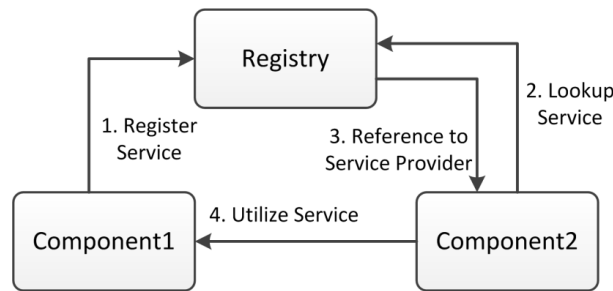 Registry
1. Register
Service
2. Lookup
Service
3. Reference to
Service Provider
4. Utilize Service
Component1
Component2